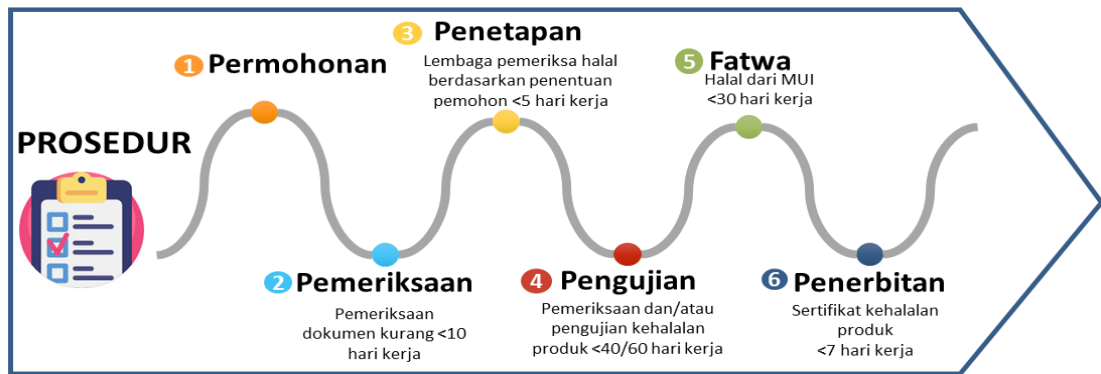 PROSEDUR
1 Permohonan
2 Pemeriksaan
Pemeriksaan
dokumen kurang <10
hari kerja
3 Penetapan
Lembaga pemeriksa halal
berdasarkan penentuan
pemohon <5 hari kerja
4 Pengujian
Pemeriksaan dan/atau
pengujian kehalalan
produk <40/60 hari kerja
5 Fatwa
Halal dari MUI
<30 hari kerja
6 Penerbitan
Sertifikat kehalalan
produk
<7 hari kerja